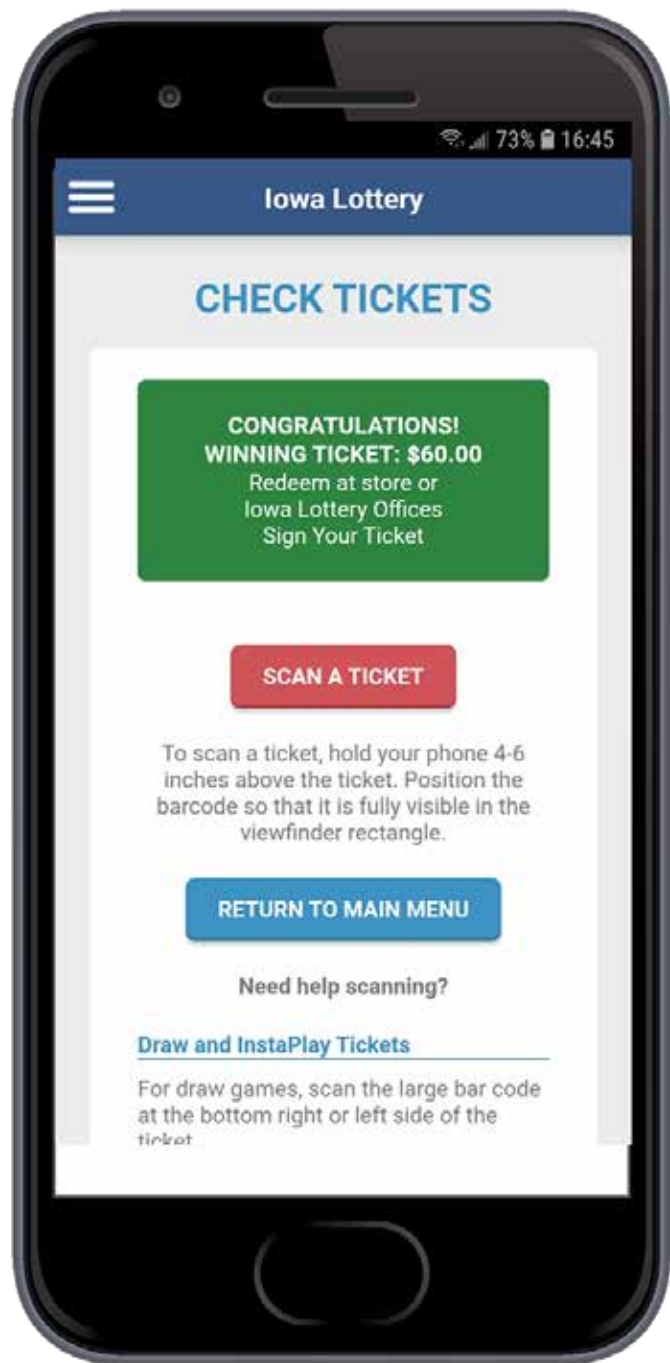 73% 16:45
Iowa Lottery
CHECK TICKETS
CONGRATULATIONS!
WINNING TICKET: $60.00
Redeem at store or
Iowa Lottery Offices
Sign Your Ticket
SCAN A TICKET
To scan a ticket, hold your phone 4-6
inches above the ticket. Position the
barcode so that it is fully visible in the
viewfinder rectangle.
RETURN TO MAIN MENU
Need help scanning?
Draw and InstaPlay Tickets
For draw games, scan the large bar code
at the bottom right or left side of the
ticket